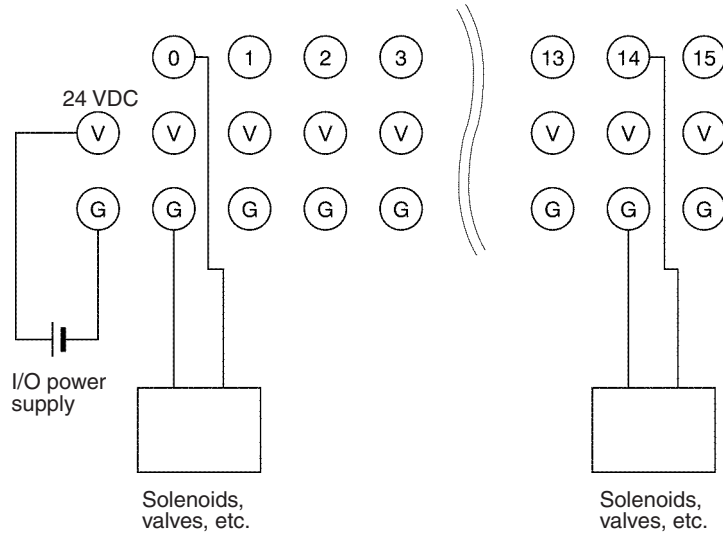 0 1 2 3 13 14 15
24 VDC
V V V V V V V V
G G G G G G G G
I/O power
supply
Solenoids,
valves, etc.
Solenoids,
valves, etc.